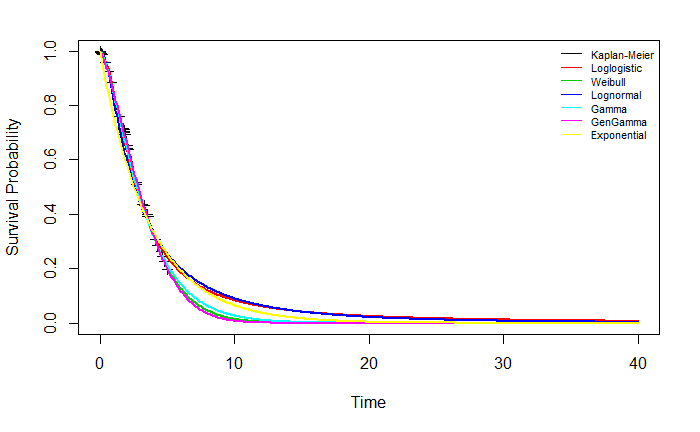 Survival Probability
1.0
0.8
0.6
0.4
0.2
0.0
Kaplan-Meier
Loglogistic
Weibull
Lognormal
Gamma
GenGamma
Exponential
0
10
20
30
40
Time